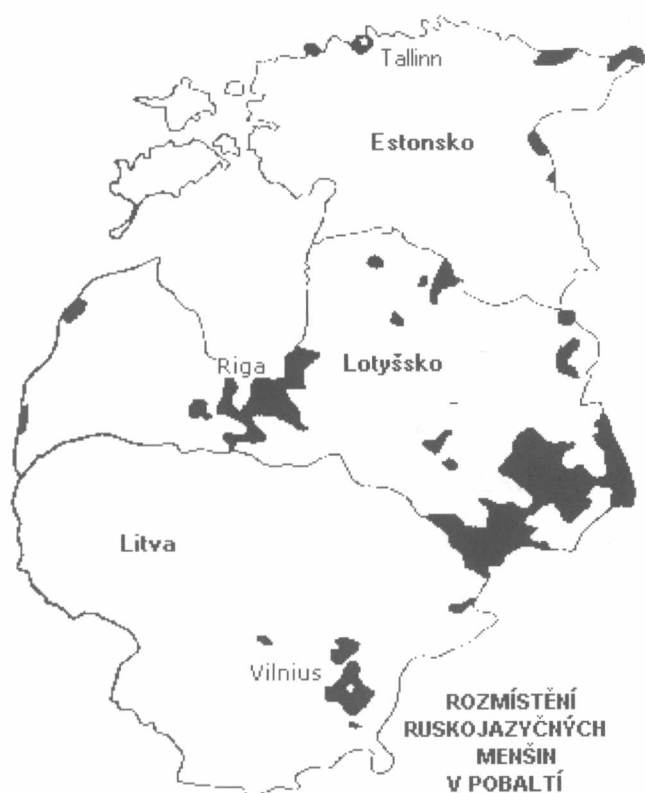 Tallinn
Estonsko
Riga
Lotyšsko
Litva
Vilnius
ROZMÍSTĚNÍ
RUSKOJAZYČNÝCH
MENŠIN
V POBALTÍ